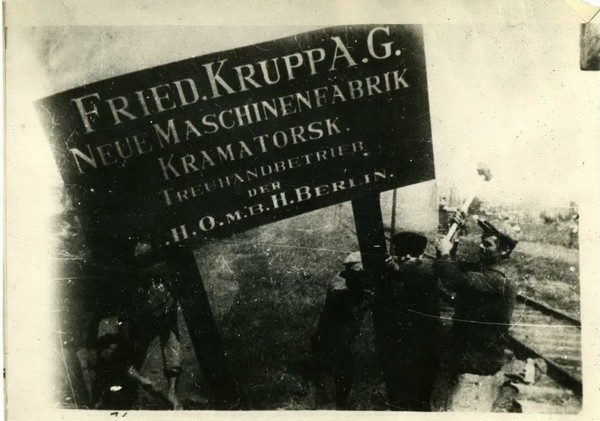 FRIED. KRUPP A.G.
NEUE MASCHINENFABRIK
KRAMATORSK.
TREUHANDBETRIEB
DER
.H.O.M.B.H. BERLIN.